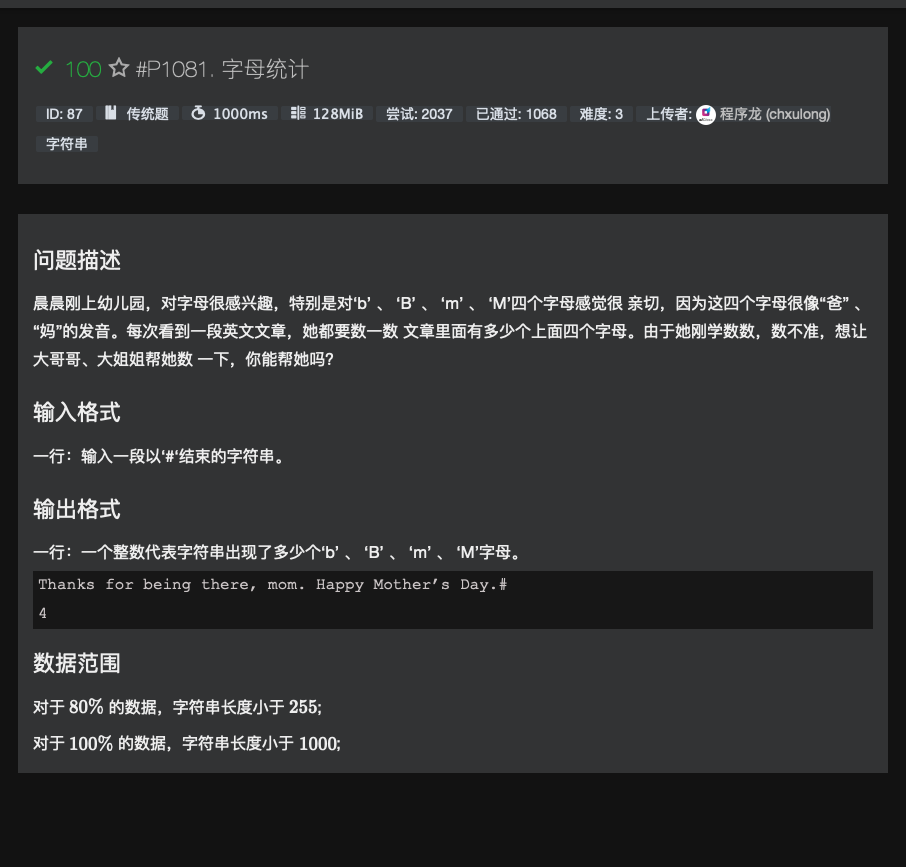 100 #P1081. 字母统计
ID: 87 传统题 1000ms 128MiB 尝试: 2037 已通过: 1068 难度: 3 上传者: 程序龙 (chxulong)
字符串
问题描述
晨晨刚上幼儿园，对字母很感兴趣，特别是对‘b’ 、 ‘B’ 、 ‘m’ 、 ‘M’四个字母感觉很 亲切，因为这四个字母很像“爸” 、
“妈”的发音。每次看到一段英文文章，她都要数一数 文章里面有多少个上面四个字母。由于她刚学数数，数不准，想让
大哥哥、大姐姐帮她数 一下，你能帮她吗?
输入格式
一行：输入一段以‘#‘结束的字符串。
输出格式
一行：一个整数代表字符串出现了多少个‘b’ 、 ‘B’ 、 ‘m’ 、 ‘M’字母。
Thanks for being there, mom. Happy Mother’s Day.#
4
数据范围
对于 80% 的数据，字符串长度小于 255;
对于 100% 的数据，字符串长度小于 1000;